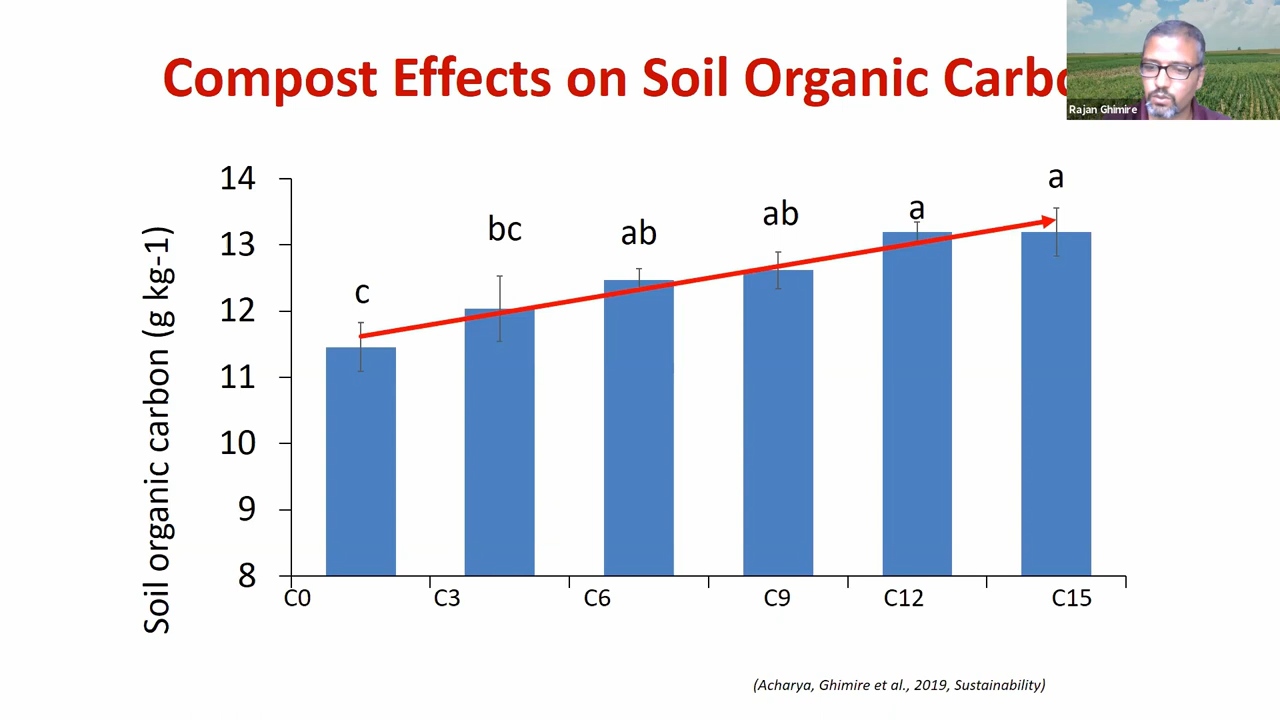 Compost Effects on Soil Organic Carbo
Rajan Ghimire
Soil organic carbon (g kg-1)
14
13
12
11
10
9
8
c
bc
ab
ab
a
a
C0 C3 C6 C9 C12 C15
(Acharya, Ghimire et al., 2019, Sustainability)